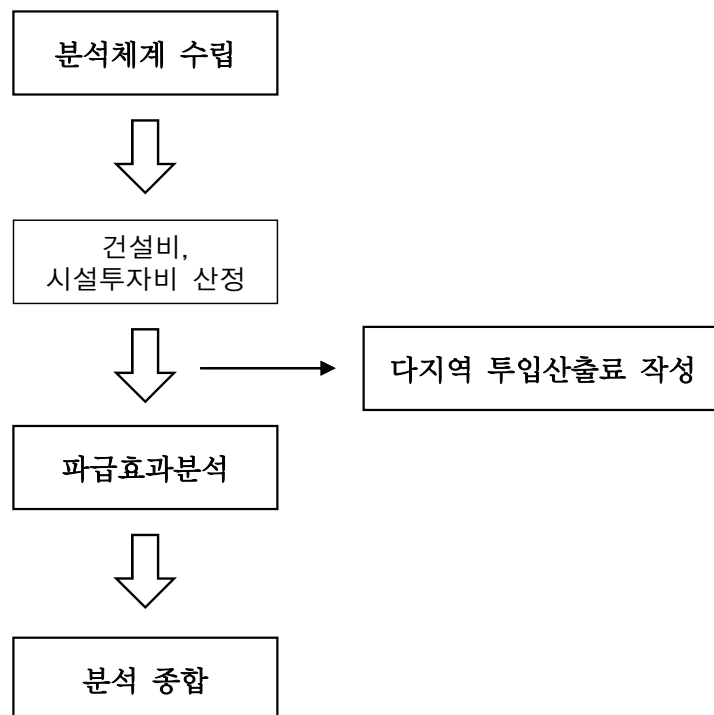 분석체계 수립
건설비,
시설투자비 산정
다지역 투입산출료 작성
파급효과분석
분석 종합